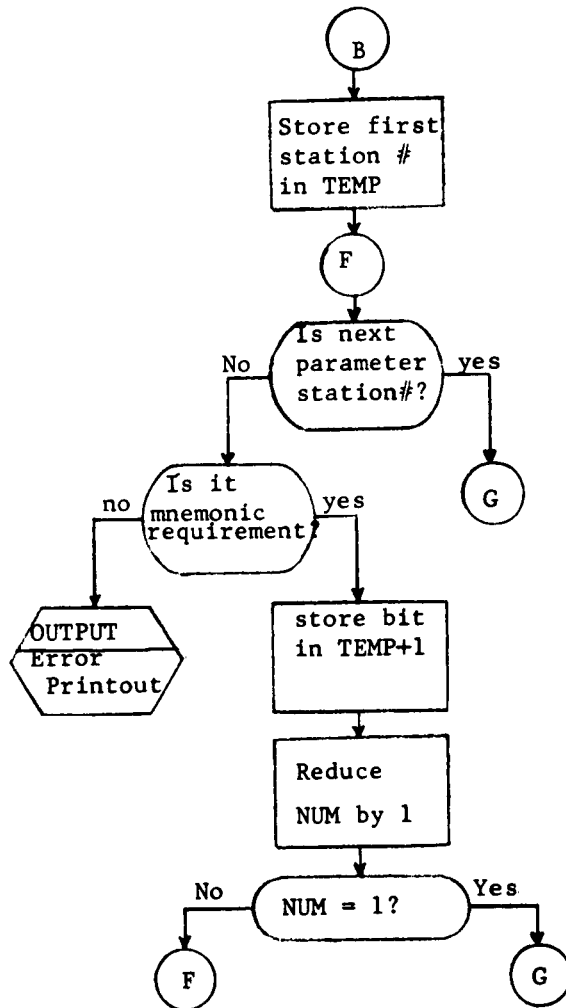 B
Store first
station #
in TEMP
F
Is next
parameter
station#?
No
yes
G
Is it
mnemonic
requirement?
no
yes
OUTPUT
Error
Printout
store bit
in TEMP+1
Reduce
NUM by 1
NUM = 1?
No
Yes
F
G